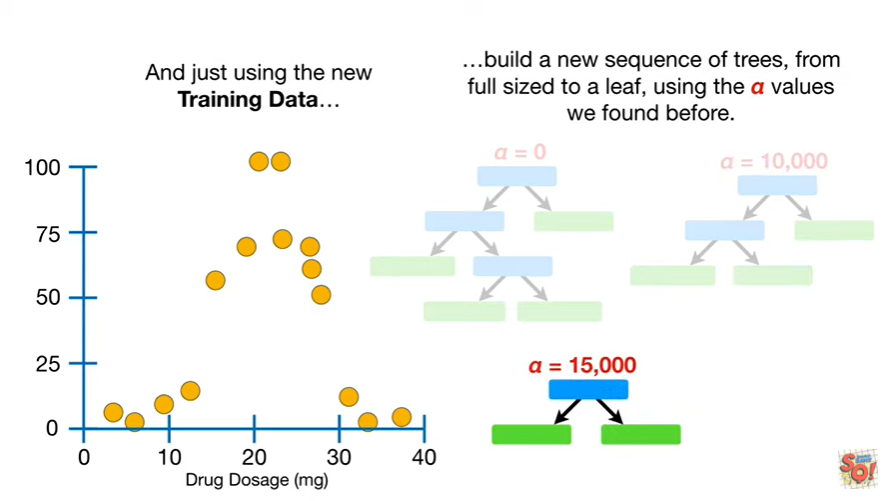 And just using the new
Training Data…
…build a new sequence of trees, from
full sized to a leaf, using the α values
we found before.
α = 0
α = 10,000
α = 15,000
100
75
50
25
0
0 10 20 30 40
Drug Dosage (mg)
SQ!